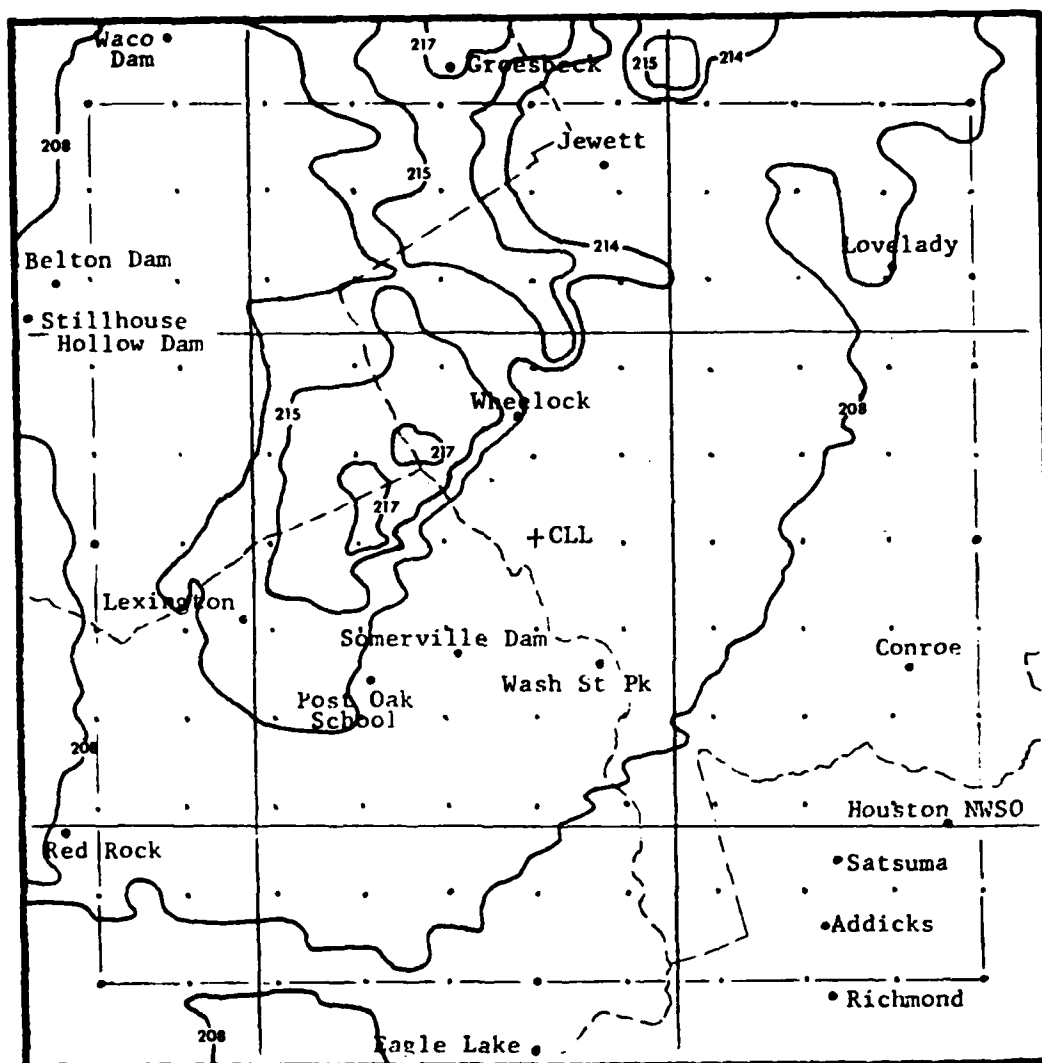 Waco
Dam
217
Groesbeck
215
214
208
Jewett
215
Belton Dam
214
Lovelady
Stillhouse
Hollow Dam
215
Wheelock
208
217
217
CLL
Lexington
Somerville Dam
Conroe
Wash St Pk
Post Oak
School
208
Houston NWSO
Red Rock
Satsuma
Addicks
Richmond
208
Eagle Lake